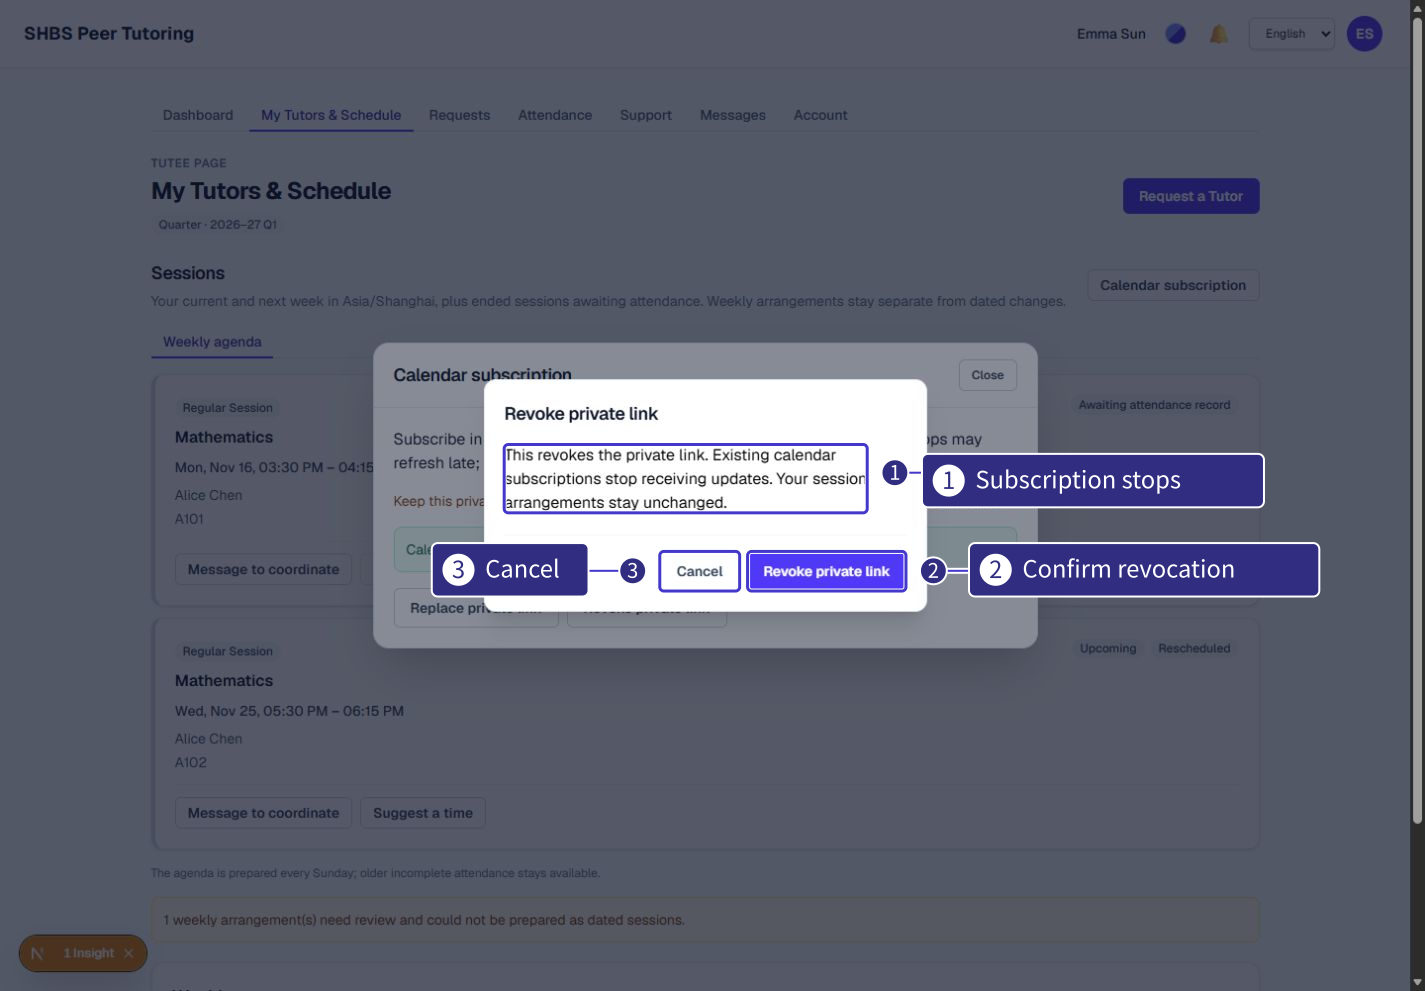 SHBS Peer Tutoring
Emma Sun
English
ES
Dashboard
My Tutors & Schedule
Requests
Attendance
Support
Messages
Account
TUTEE PAGE
My Tutors & Schedule
Request a Tutor
Quarter · 2026–27 Q1
Sessions
Your current and next week in Asia/Shanghai, plus ended sessions awaiting attendance. Weekly arrangements stay separate from dated changes.
Calendar subscription
Weekly agenda
Calendar subscription
Close
Regular Session
Awaiting attendance record
Mathematics
Mon, Nov 16, 03:30 PM – 04:15
Alice Chen
A101
Message to coordinate
Subscribe in
may
refresh late;
Keep this
Revoke private link
This revokes the private link. Existing calendar
subscriptions stop receiving updates. Your session
arrangements stay unchanged.
1
1 Subscription stops
3 Cancel
3
Cancel
Revoke private link
2
2 Confirm revocation
Replace
Regular Session
Upcoming
Rescheduled
Mathematics
Wed, Nov 25, 05:30 PM – 06:15 PM
Alice Chen
A102
Message to coordinate
Suggest a time
The agenda is prepared every Sunday; older incomplete attendance stays available.
1 weekly arrangement(s) need review and could not be prepared as dated sessions.
N
1 Insight